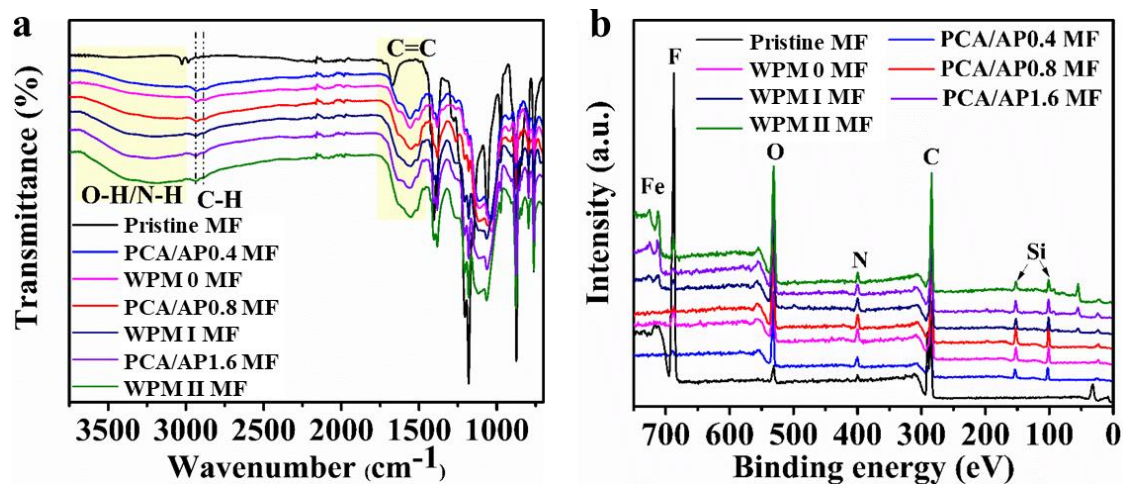 a
Transmittance (%)
C=C
O-H/N-H
C-H
Pristine MF
PCA/AP0.4 MF
WPM 0 MF
PCA/AP0.8 MF
WPM I MF
PCA/AP1.6 MF
WPM II MF
3500 3000 2500 2000 1500 1000
Wavenumber (cm-1)
b
Intensity (a.u.)
Pristine MF PCA/AP0.4 MF
WPM 0 MF PCA/AP0.8 MF
WPM I MF PCA/AP1.6 MF
WPM II MF
F
O
C
Fe
N
Si
700 600 500 400 300 200 100 0
Binding energy (eV)